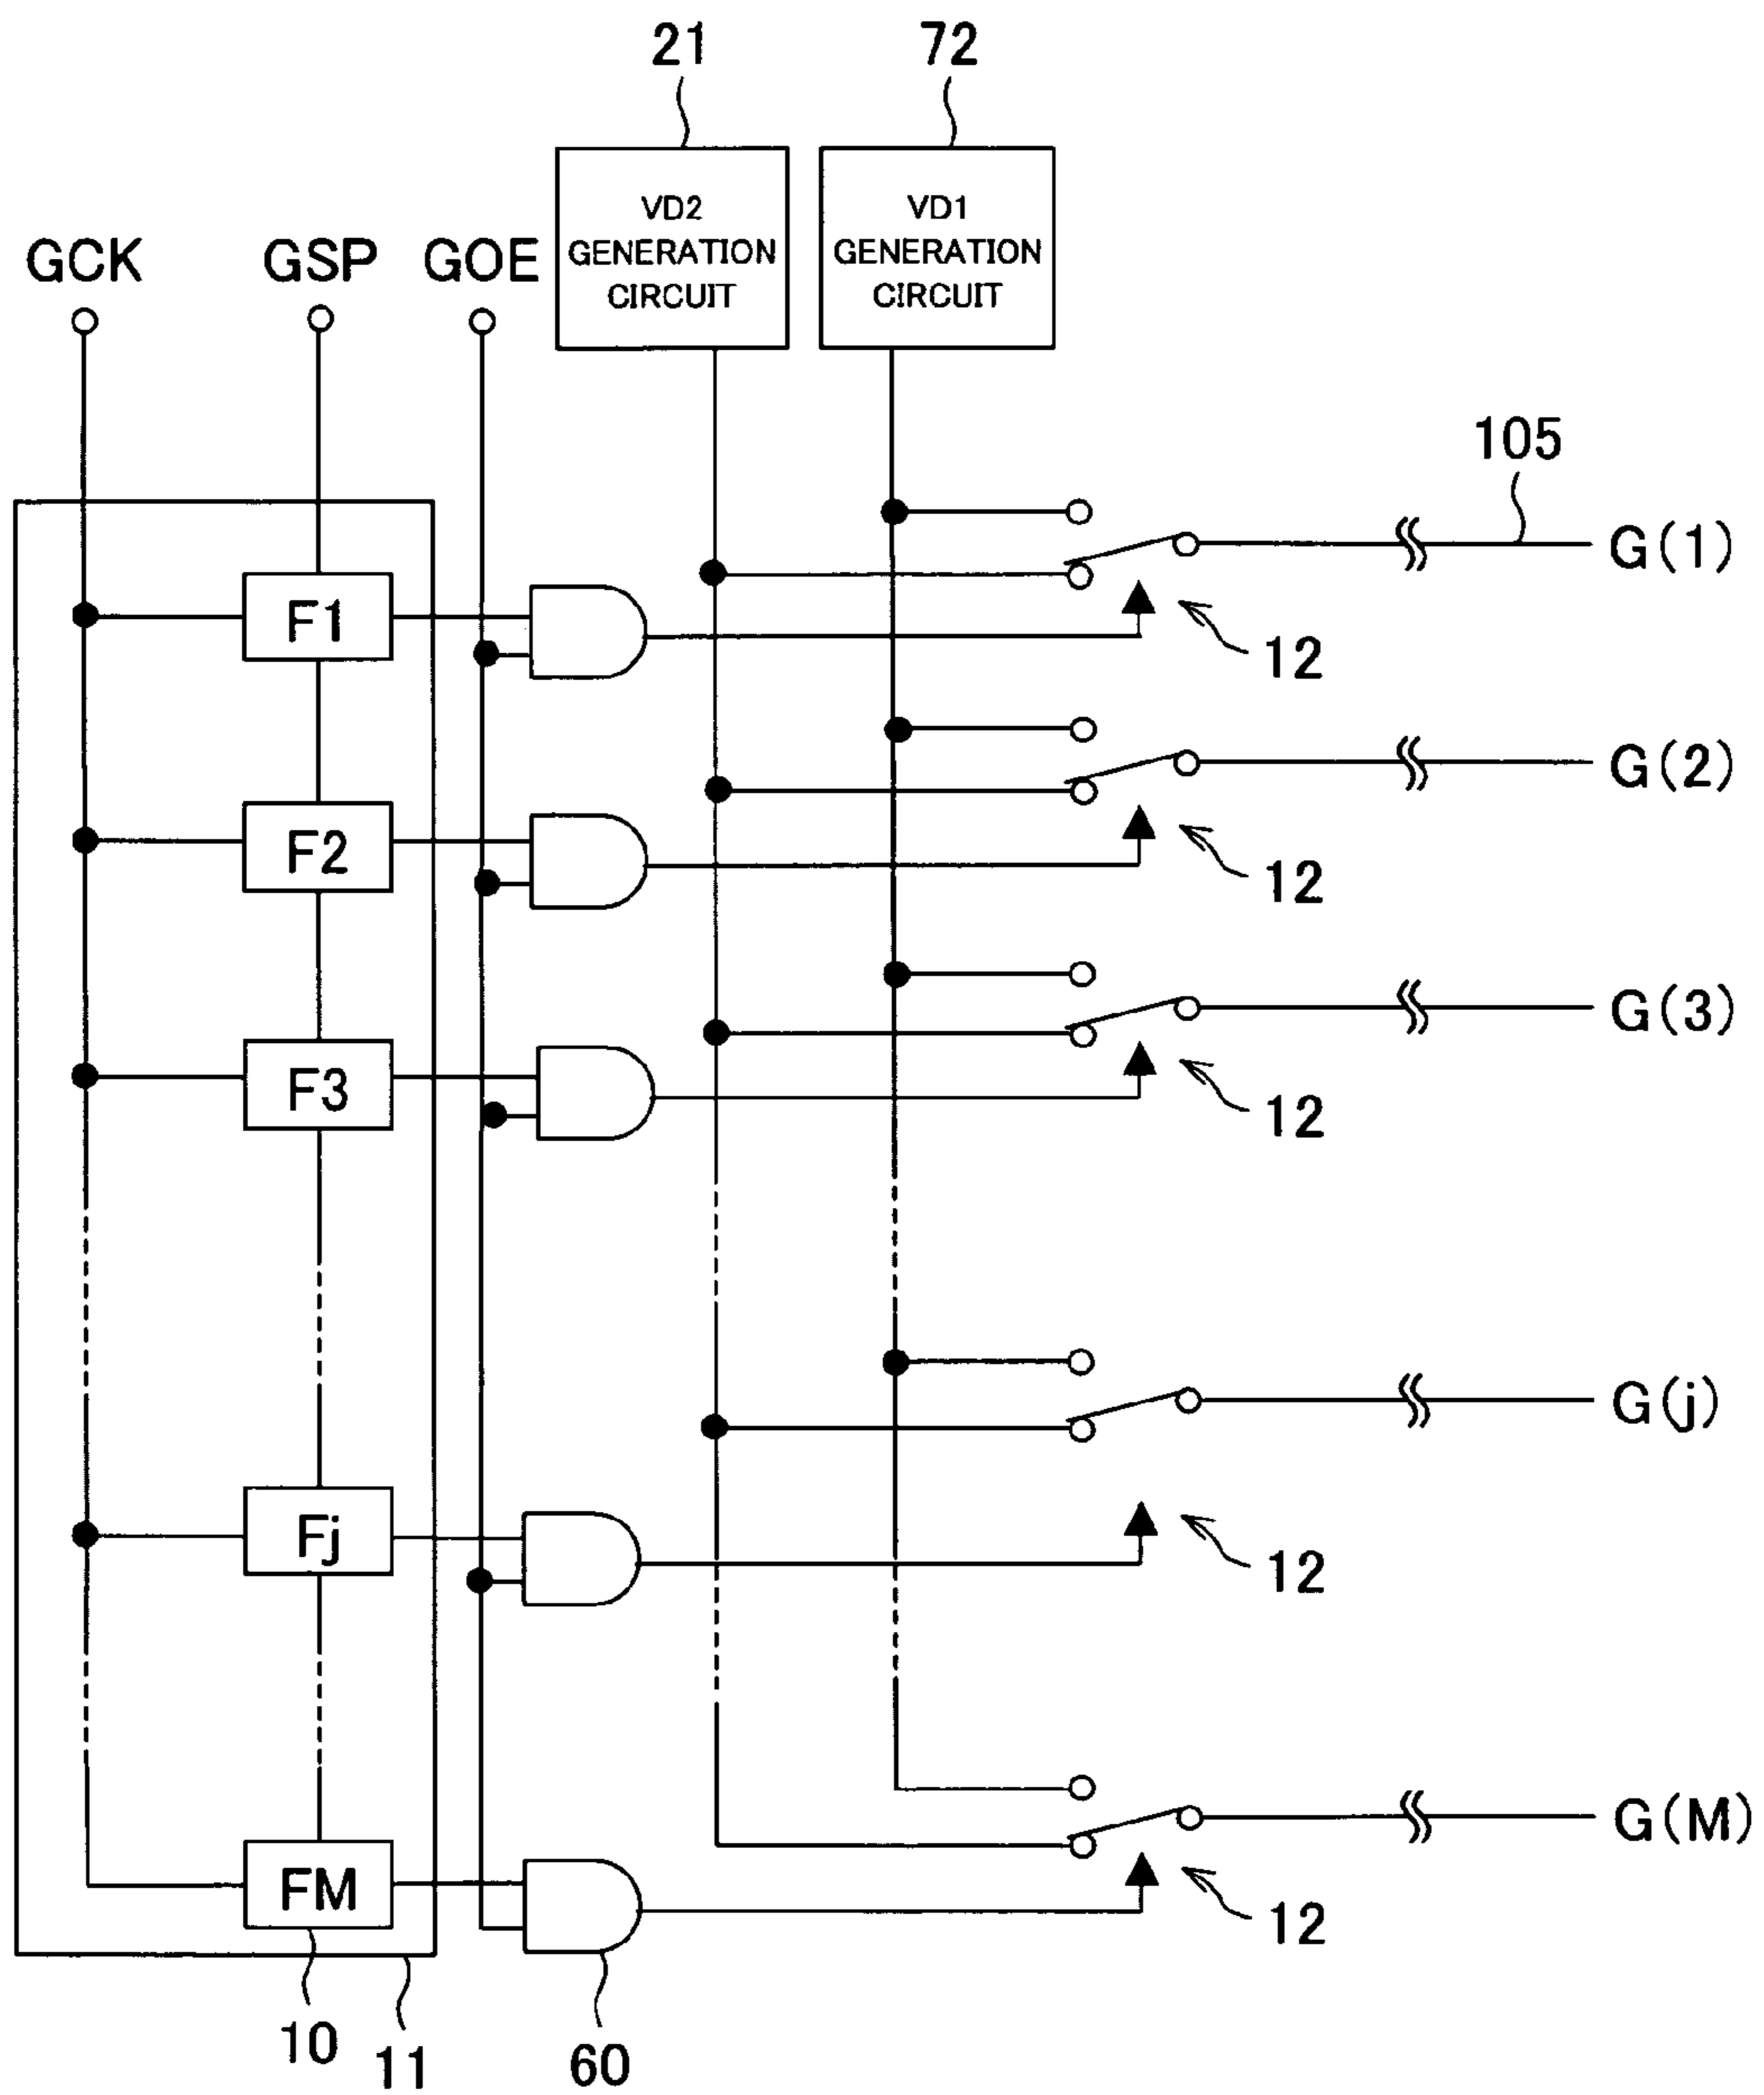 21
72
VD2
GENERATION
CIRCUIT
VD1
GENERATION
CIRCUIT
GCK
GSP
GOE
105
G(1)
F1
12
G(2)
F2
12
G(3)
F3
12
G(j)
Fj
12
G(M)
FM
12
10
11
60